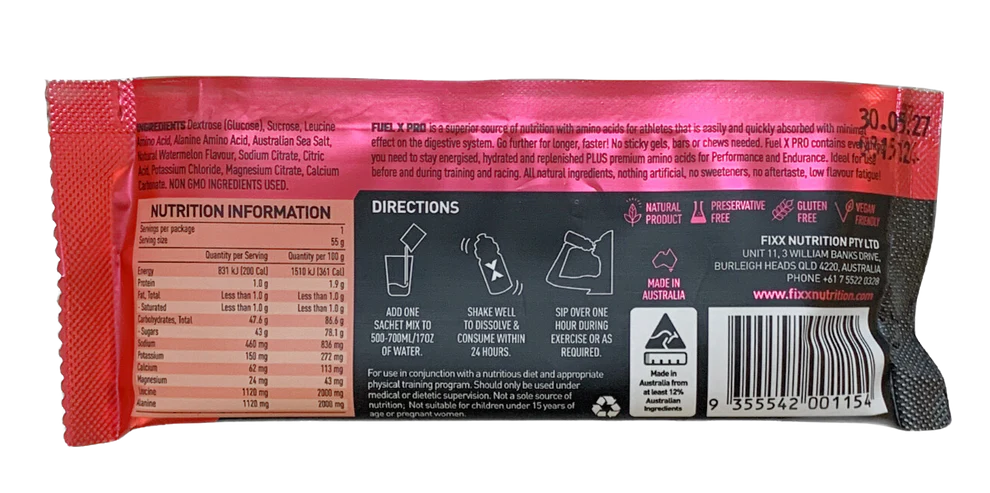 INGREDIENTS Dextrose (Glucose), Sucrose, Leucine
Amino Acid, Alanine Amino Acid, Australian Sea Salt,
Natural Watermelon Flavour, Sodium Citrate, Citric
Acid, Potassium Chloride, Magnesium Citrate, Calcium
Carbonate. NON GMO INGREDIENTS USED.
FUEL X PRO is a superior source of nutrition with amino acids for athletes that is easily and quickly absorbed with minimal
effect on the digestive system. Go further for longer, faster! No sticky gels, bars or chews needed. Fuel X PRO contains everything
you need to stay energised, hydrated and replenished PLUS premium amino acids for Performance and Endurance. Ideal for use
before and during training and racing. All natural ingredients, nothing artificial, no sweeteners, no aftaste, low flavour fatigue!
30.09.27
NUTRITION INFORMATION
Servings per package 1
Serving size 55 g
Quantity per Serving Quantity per 100 g
Energy 831 kJ (200 Cal) 1510 kJ (361 Cal)
Protein 1.0 g 1.9 g
Fat, Total Less than 1.0 g Less than 1.0 g
- Saturated Less than 1.0 g Less than 1.0 g
Carbohydrates, Total 47.6 g 86.6 g
- Sugars 43 g 78.1 g
Sodium 460 mg 836 mg
Potassium 150 mg 272 mg
Calcium 62 mg 113 mg
Magnesium 24 mg 43 mg
Leucine 1120 mg 2000 mg
Alanine 1120 mg 2000 mg
DIRECTIONS
ADD ONE
SACHET MIX TO
500-700ML/17OZ
OF WATER.
X
SHAKE WELL
TO DISSOLVE &
CONSUME WITHIN
24 HOURS.
SIP OVER ONE
HOUR DURING
EXERCISE OR AS
REQUIRED.
For use in conjunction with a nutritious diet and appropriate
physical training program. Should only be used under
medical or dietetic supervision. Not a sole source of
nutrition; Not suitable for children under 15 years of
age or pregnant women.
NATURAL
PRODUCT
PRESERVATIVE
FREE
GLUTEN
FREE
VEGAN
FRIENDLY
MADE IN
AUSTRALIA
FIXX NUTRITION PTY LTD
UNIT 11, 3 WILLIAM BANKS DRIVE,
BURLEIGH HEADS QLD 4220, AUSTRALIA
PHONE +61 7 5522 0328
www.fixxnutrition.com
Made in
Australia from
at least 12%
Australian
Ingredients
9 355542 001154